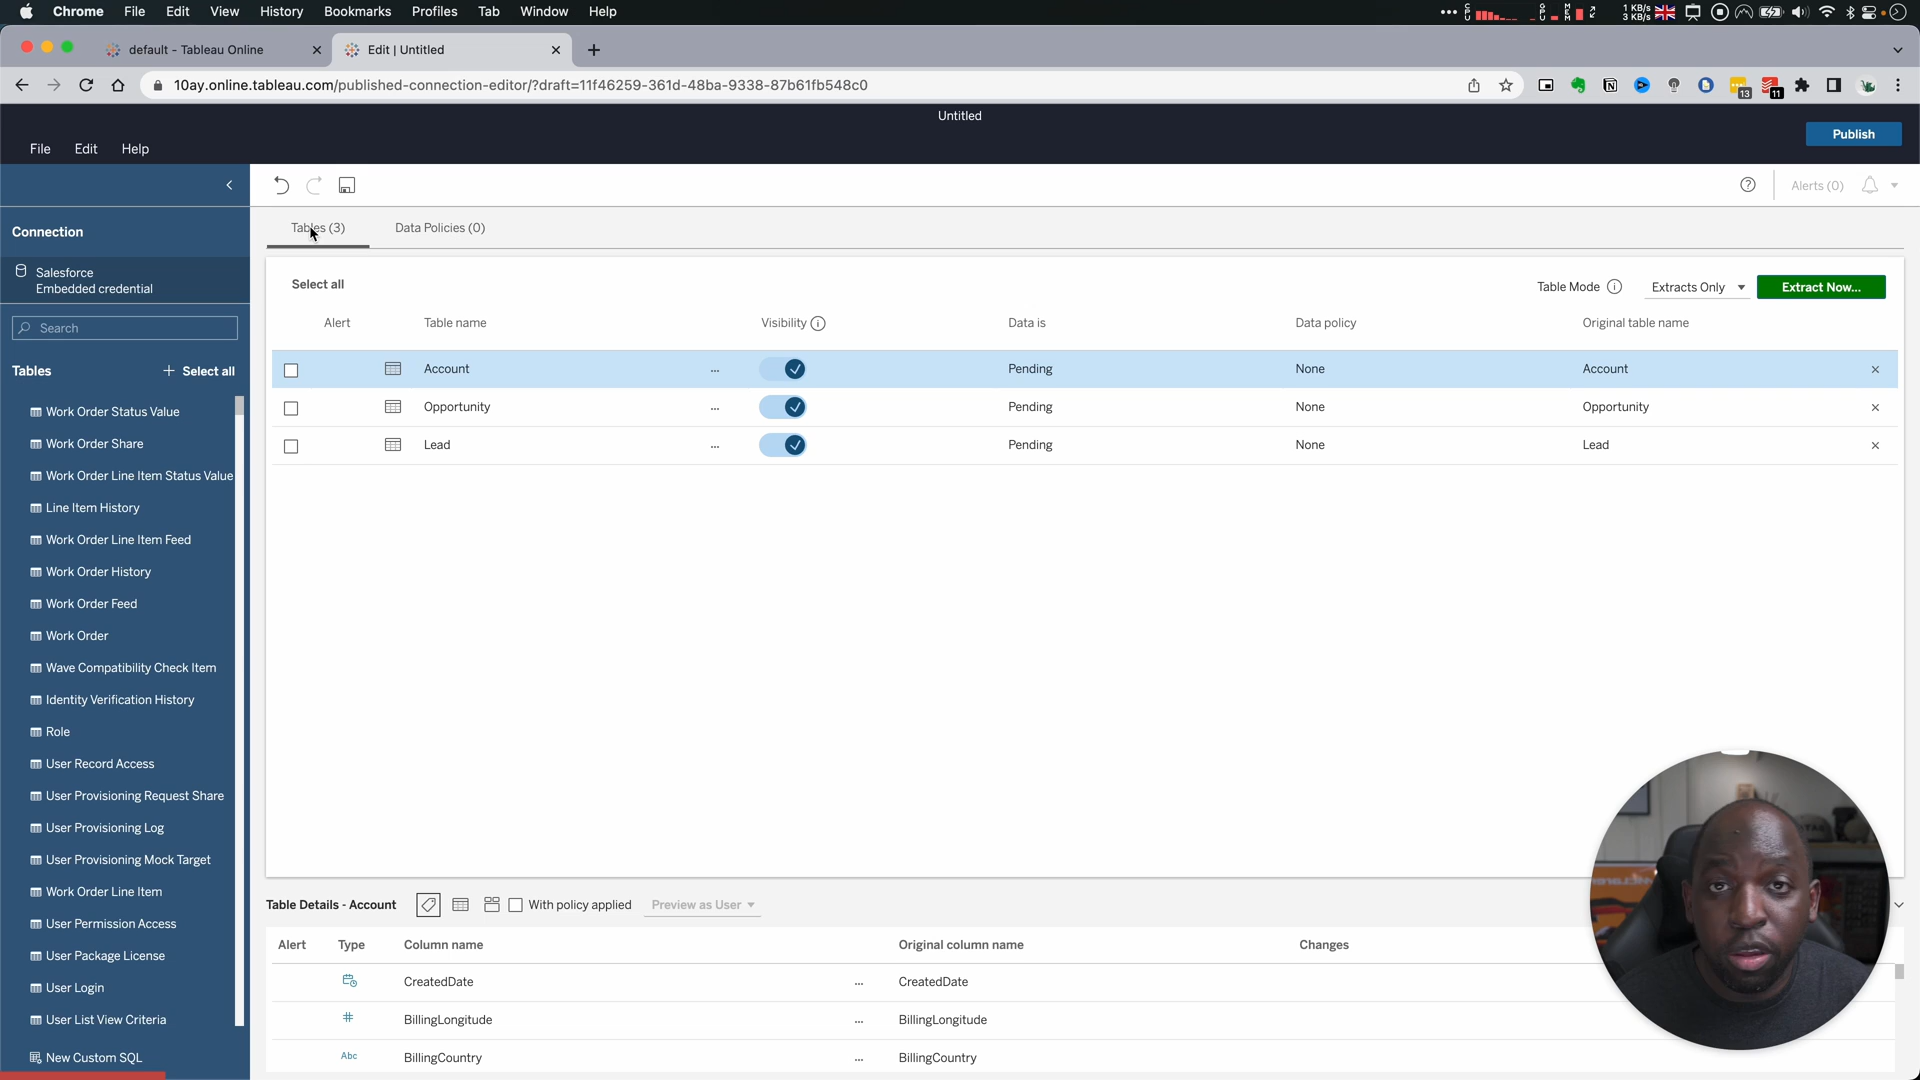 Chrome File Edit View History Bookmarks Profiles Tab Window Help
1 KB/s
3 KB/s
default - Tableau Online
Edit | Untitled
10ay.online.tableau.com/published-connection-editor/?draft=11f46259-361d-48ba-9338-87b61fb548c0
13
11
Untitled
Publish
File Edit Help
Alerts (0)
Connection
Salesforce
Embedded credential
Search
Tables + Select all
Work Order Status Value
Work Order Share
Work Order Line Item Status Value
Line Item History
Work Order Line Item Feed
Work Order History
Work Order Feed
Work Order
Wave Compatibility Check Item
Identity Verification History
Role
User Record Access
User Provisioning Request Share
User Provisioning Log
User Provisioning Mock Target
Work Order Line Item
User Permission Access
User Package License
User Login
User List View Criteria
New Custom SQL
Tables (3) Data Policies (0)
Select all
Table Mode Extracts Only Extract Now...
Alert Table name Visibility Data is Data policy Original table name
Account ... Pending None Account
Opportunity ... Pending None Opportunity
Lead ... Pending None Lead
Table Details - Account With policy applied Preview as User
Alert Type Column name Original column name Changes
CreatedDate ... CreatedDate
# BillingLongitude ... BillingLongitude
Abc BillingCountry ... BillingCountry